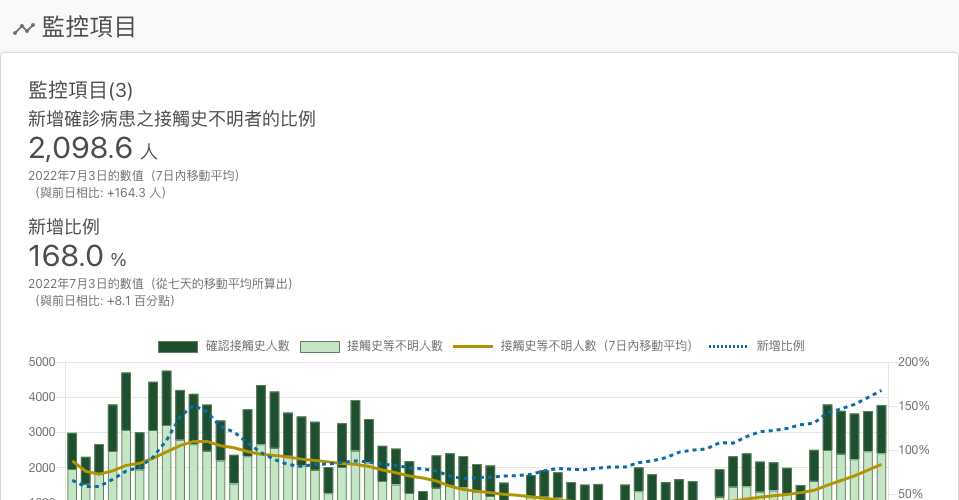 監控項目
監控項目(3)
新增確診病患之接觸史不明者的比例
2,098.6 人
2022年7月3日的數值（7日內移動平均）
（與前日相比: +164.3 人）
新增比例
168.0 %
2022年7月3日的數值（從七天的移動平均所算出）
（與前日相比: +8.1 百分點）
確認接觸史人數 接觸史等不明人數 接觸史等不明人數（7日內移動平均） 新增比例
5000 200%
4000
150%
3000
100%
2000
50%